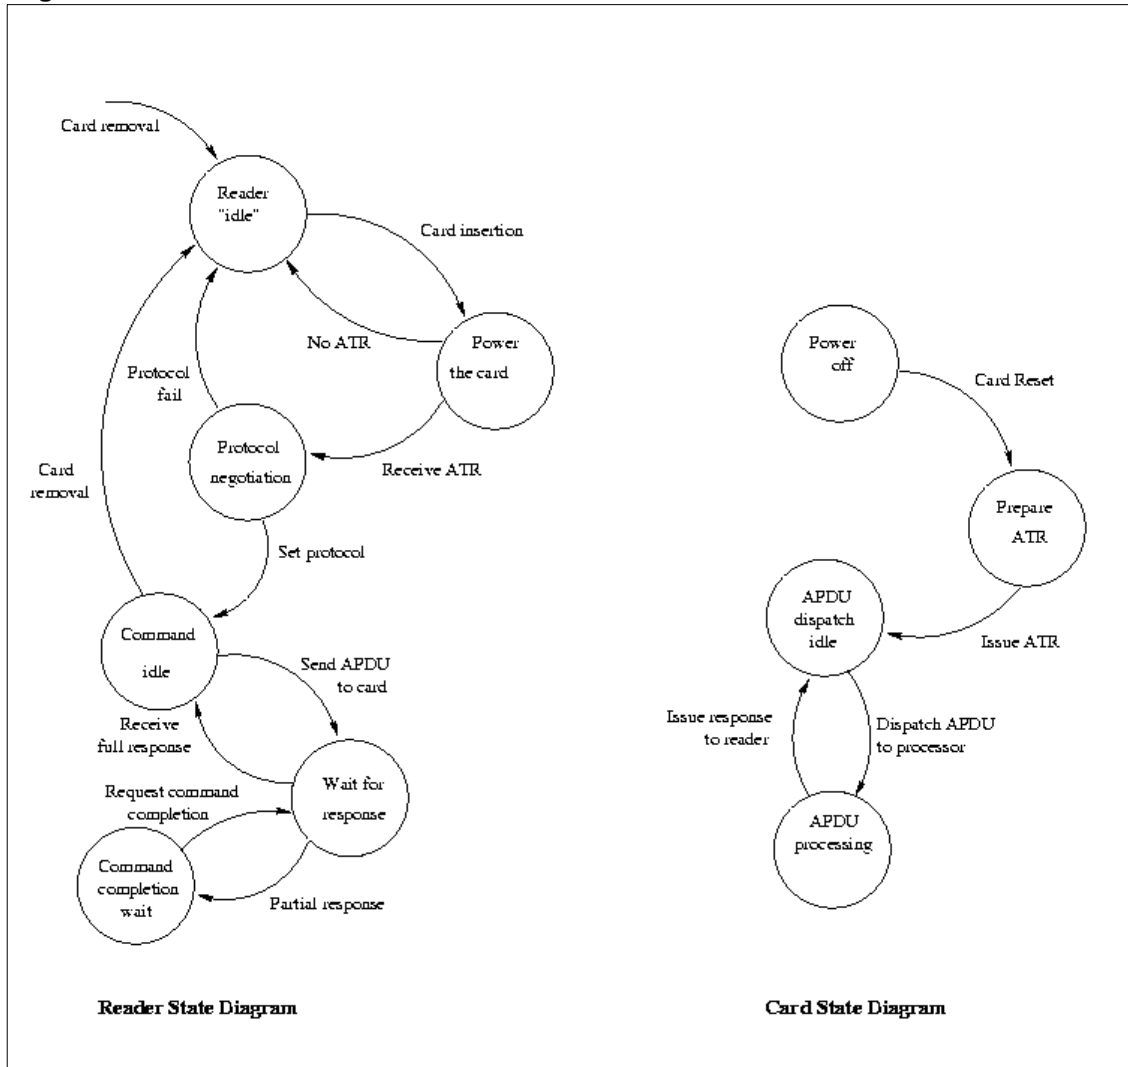 Card removal
Reader
"idle"
Card insertion
No ATR
Power
the card
Protocol
fail
Protocol
negotiation
Receive ATR
Card
removal
Set protocol
Command
idle
Send APDU
to card
Receive
full response
Wait for
response
Request command
completion
Command
completion
wait
Partial response
Reader State Diagram
Power
off
Card Reset
Prepare
ATR
APDU
dispatch
idle
Issue ATR
Issue response
to reader
Dispatch APDU
to processor
APDU
processing
Card State Diagram